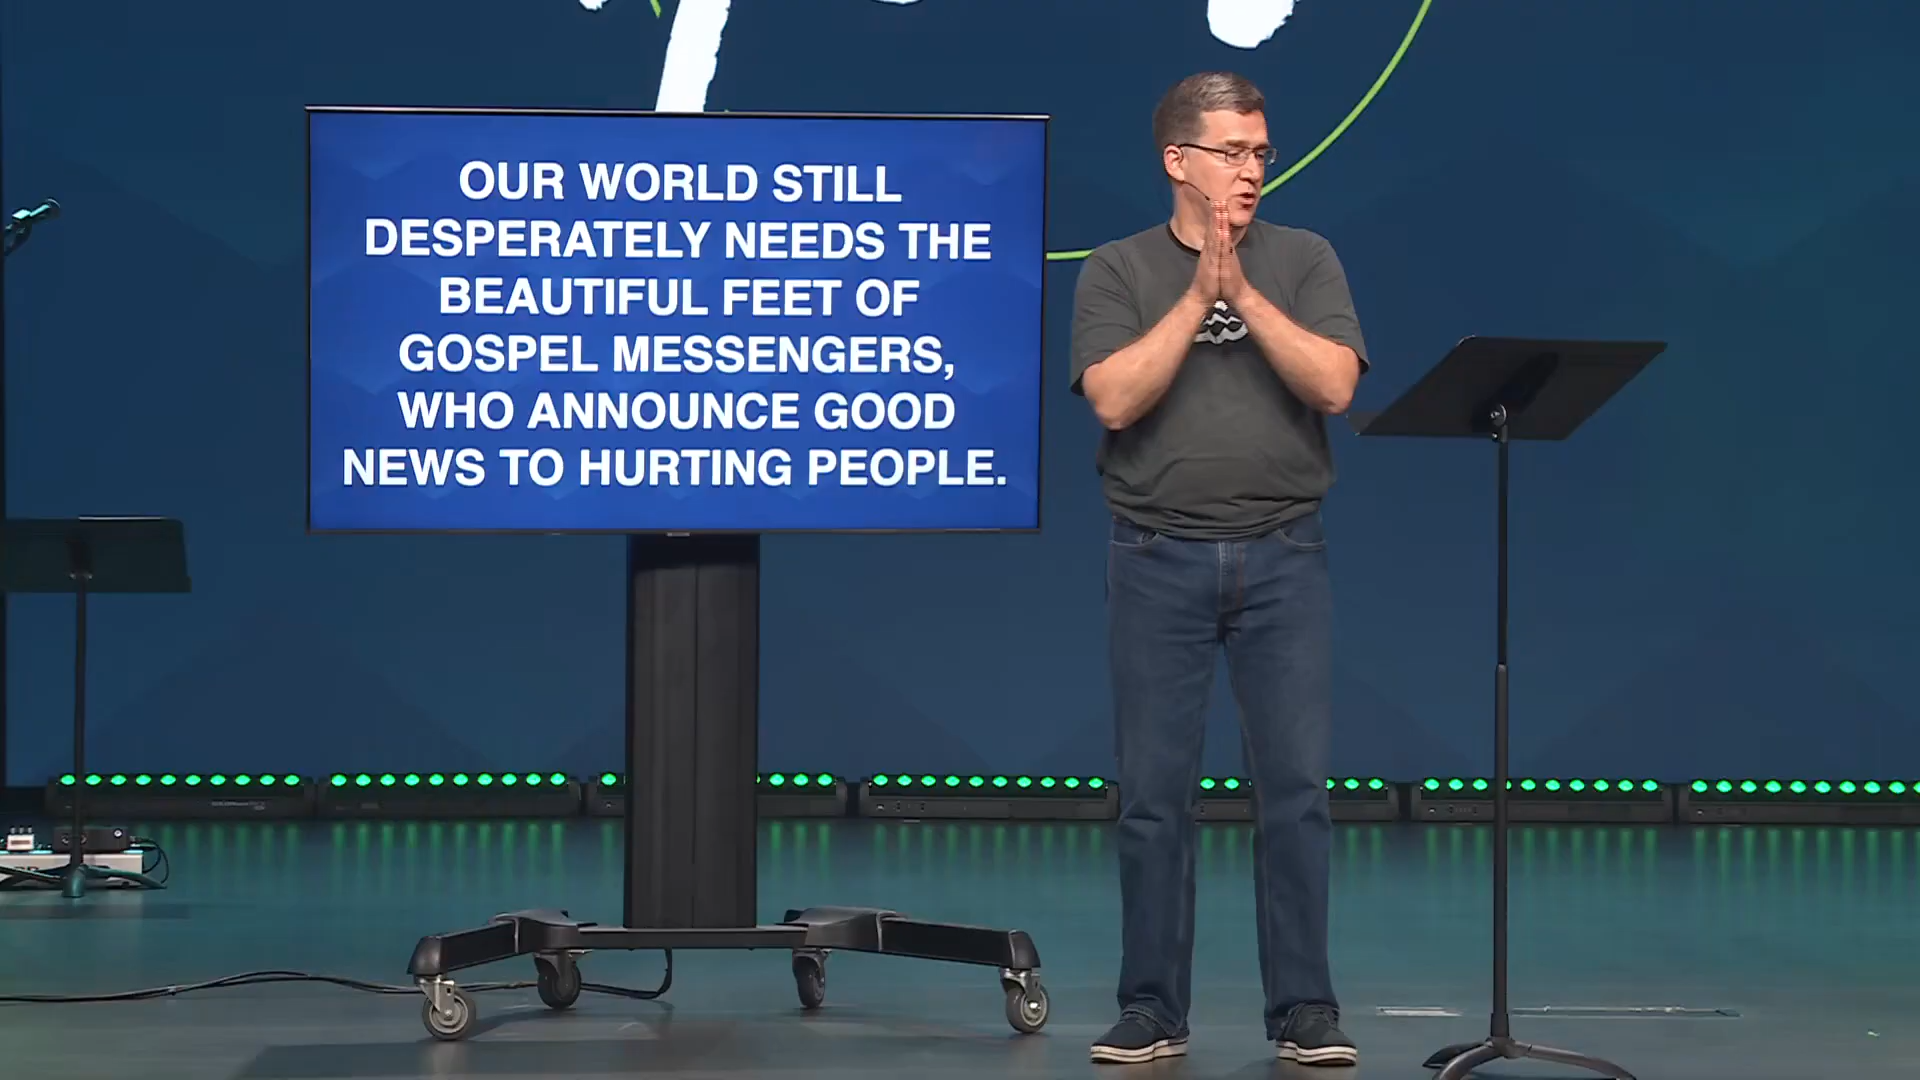 OUR WORLD STILL
DESPERATELY NEEDS THE
BEAUTIFUL FEET OF
GOSPEL MESSENGERS,
WHO ANNOUNCE GOOD
NEWS TO HURTING PEOPLE.